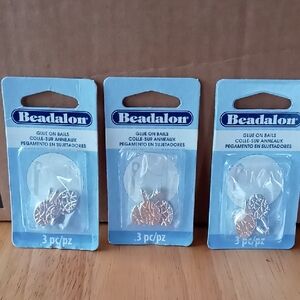 Beadalon
GLUE ON BAILS
COLLE-SUR ANNEAUX
PEGAMENTO EN SUJETADORES
3 pc/pz
Beadalon
GLUE ON BAILS
COLLE-SUR ANNEAUX
PEGAMENTO EN SUJETADORES
3 pc/pz
Beadalon
GLUE ON BAILS
COLLE-SUR ANNEAUX
PEGAMENTO EN SUJETADORES
3 pc/pz